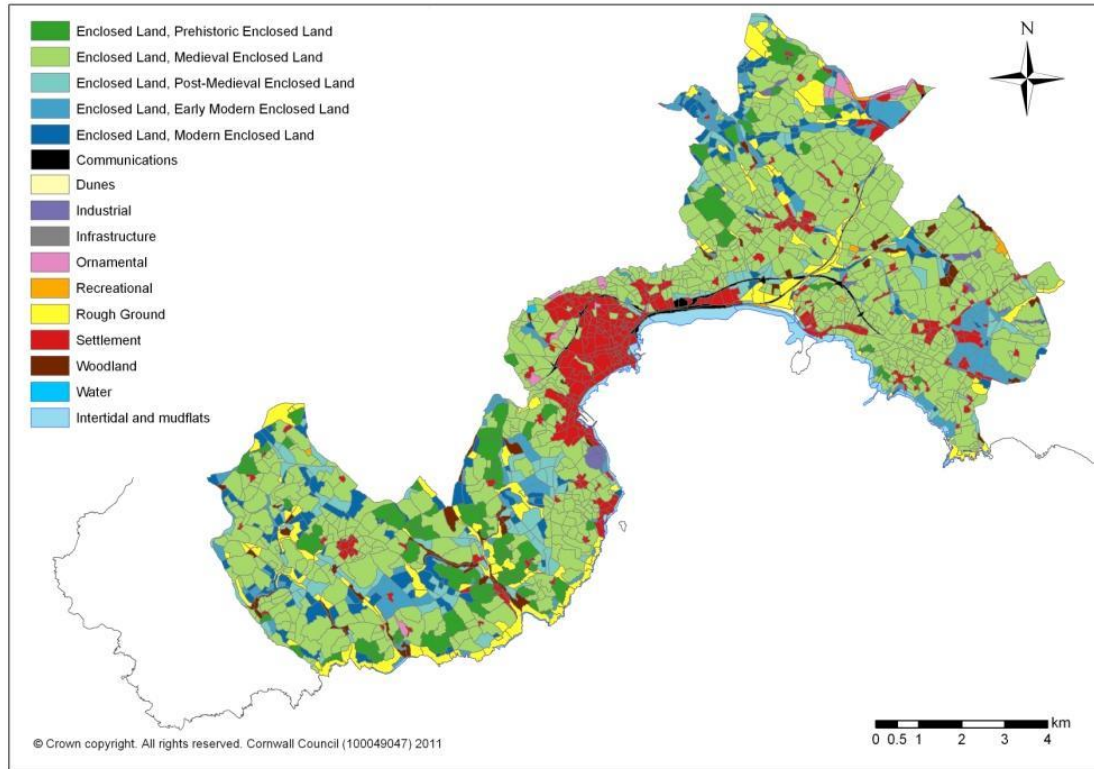 Enclosed Land, Prehistoric Enclosed Land
Enclosed Land, Medieval Enclosed Land
Enclosed Land, Post-Medieval Enclosed Land
Enclosed Land, Early Modern Enclosed Land
Enclosed Land, Modern Enclosed Land
Communications
Dunes
Industrial
Infrastructure
Ornamental
Recreational
Rough Ground
Settlement
Woodland
Water
Intertidal and mudflats
© Crown copyright. All rights reserved. Cornwall Council (100049047) 2011
km
0 0.5 1 2 3 4